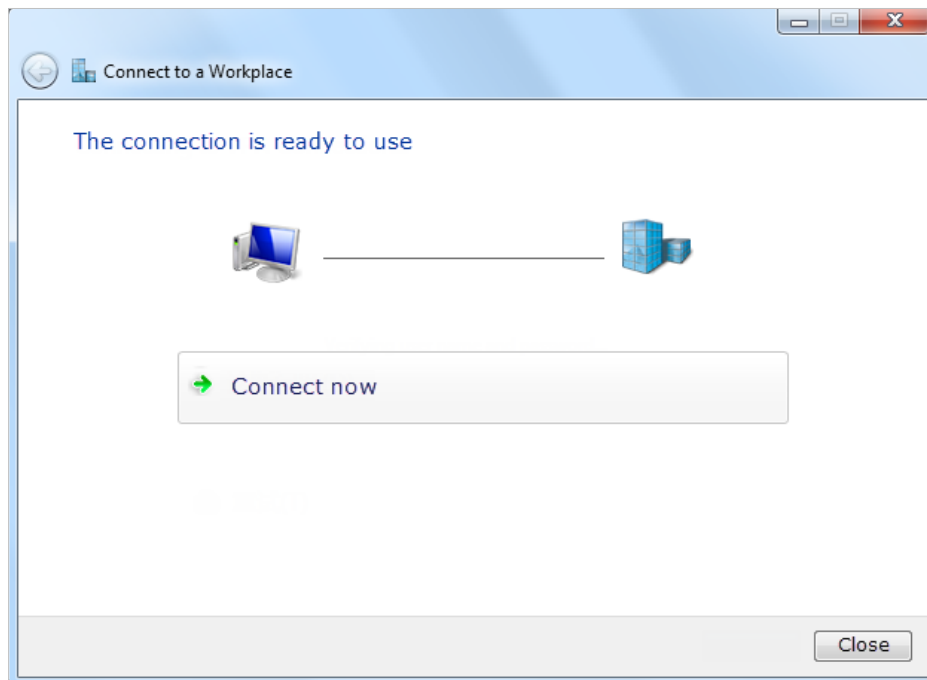 Connect to a Workplace
The connection is ready to use
Connect now
Close